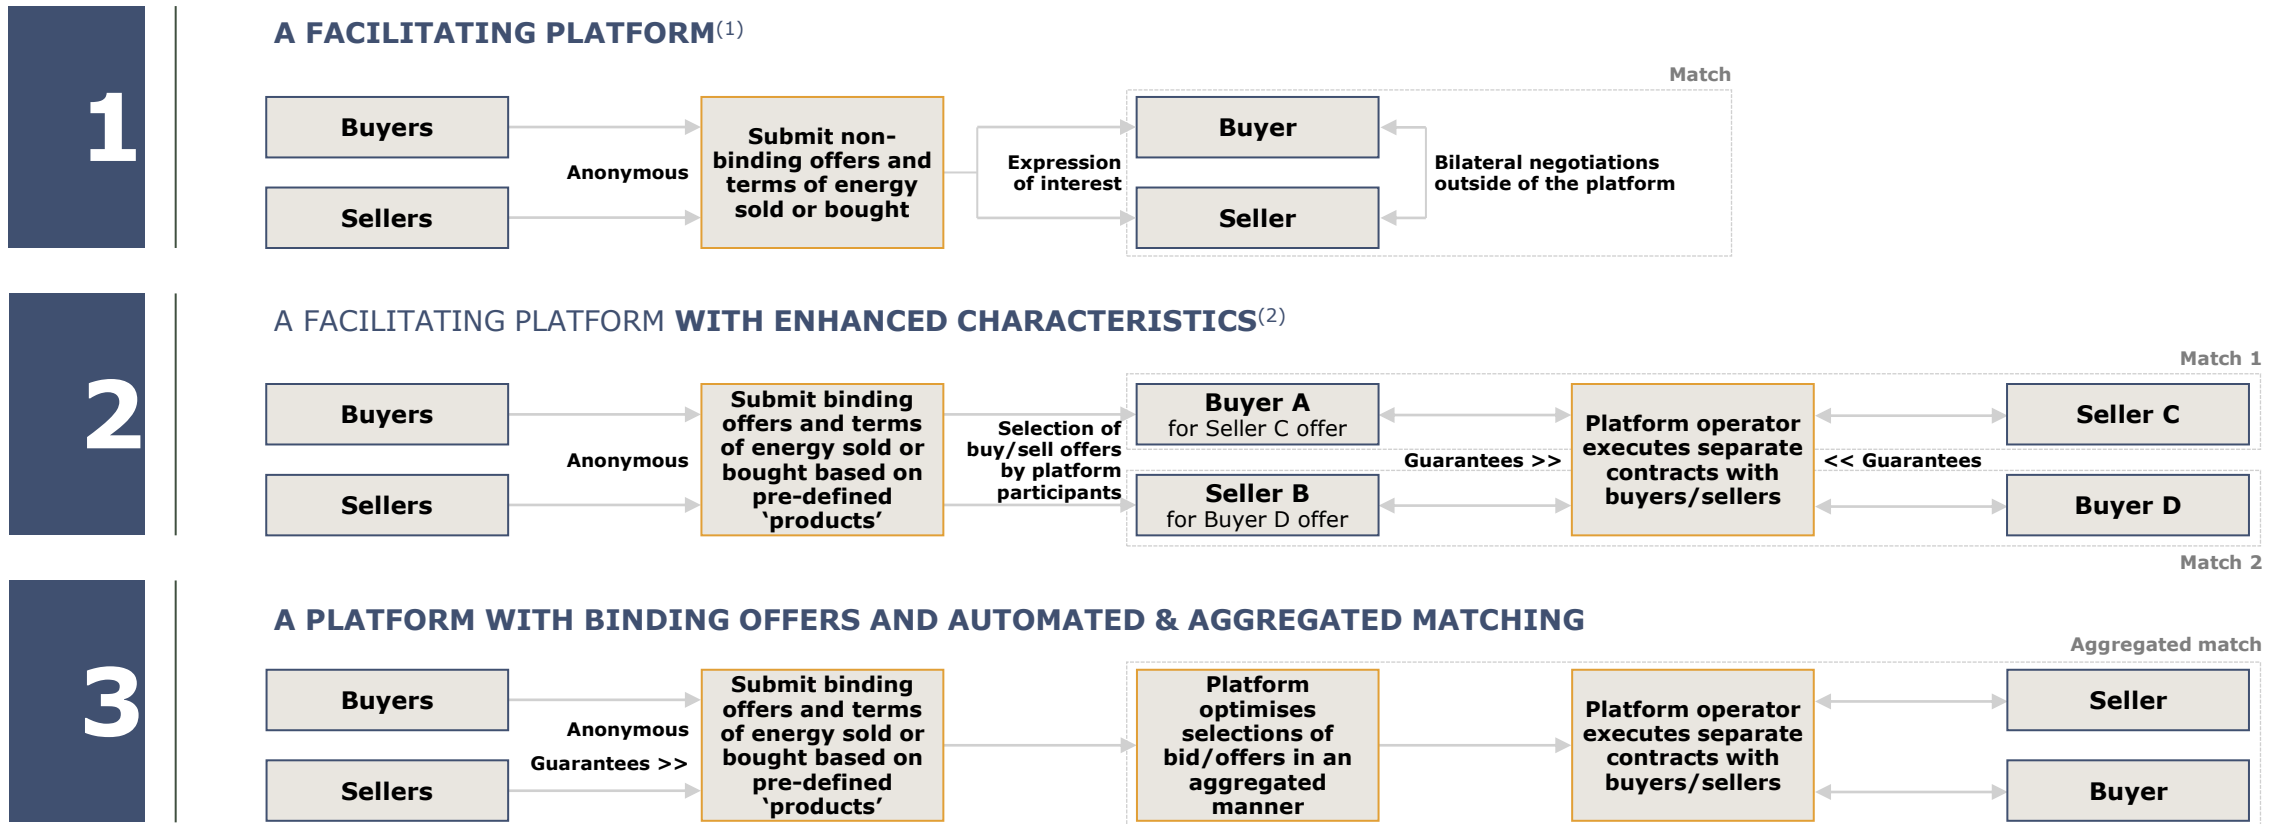 1
A FACILITATING PLATFORM(1)
Match
Buyers
Sellers
Anonymous
Submit non-
binding offers and
terms of energy
sold or bought
Expression
of interest
Buyer
Seller
Bilateral negotiations
outside of the platform
2
A FACILITATING PLATFORM WITH ENHANCED CHARACTERISTICS(2)
Match 1
Buyers
Sellers
Anonymous
Submit binding
offers and terms
of energy sold or
bought based on
pre-defined
‘products’
Selection of
buy/sell offers
by platform
participants
Buyer A
for Seller C offer
Seller B
for Buyer D offer
Guarantees >>
Platform operator
executes separate
contracts with
buyers/sellers
<< Guarantees
Seller C
Buyer D
Match 2
3
A PLATFORM WITH BINDING OFFERS AND AUTOMATED & AGGREGATED MATCHING
Aggregated match
Buyers
Sellers
Anonymous
Guarantees >>
Submit binding
offers and terms
of energy sold or
bought based on
pre-defined
‘products’
Platform
optimises
selections of
bid/offers in an
aggregated
manner
Platform operator
executes separate
contracts with
buyers/sellers
Seller
Buyer